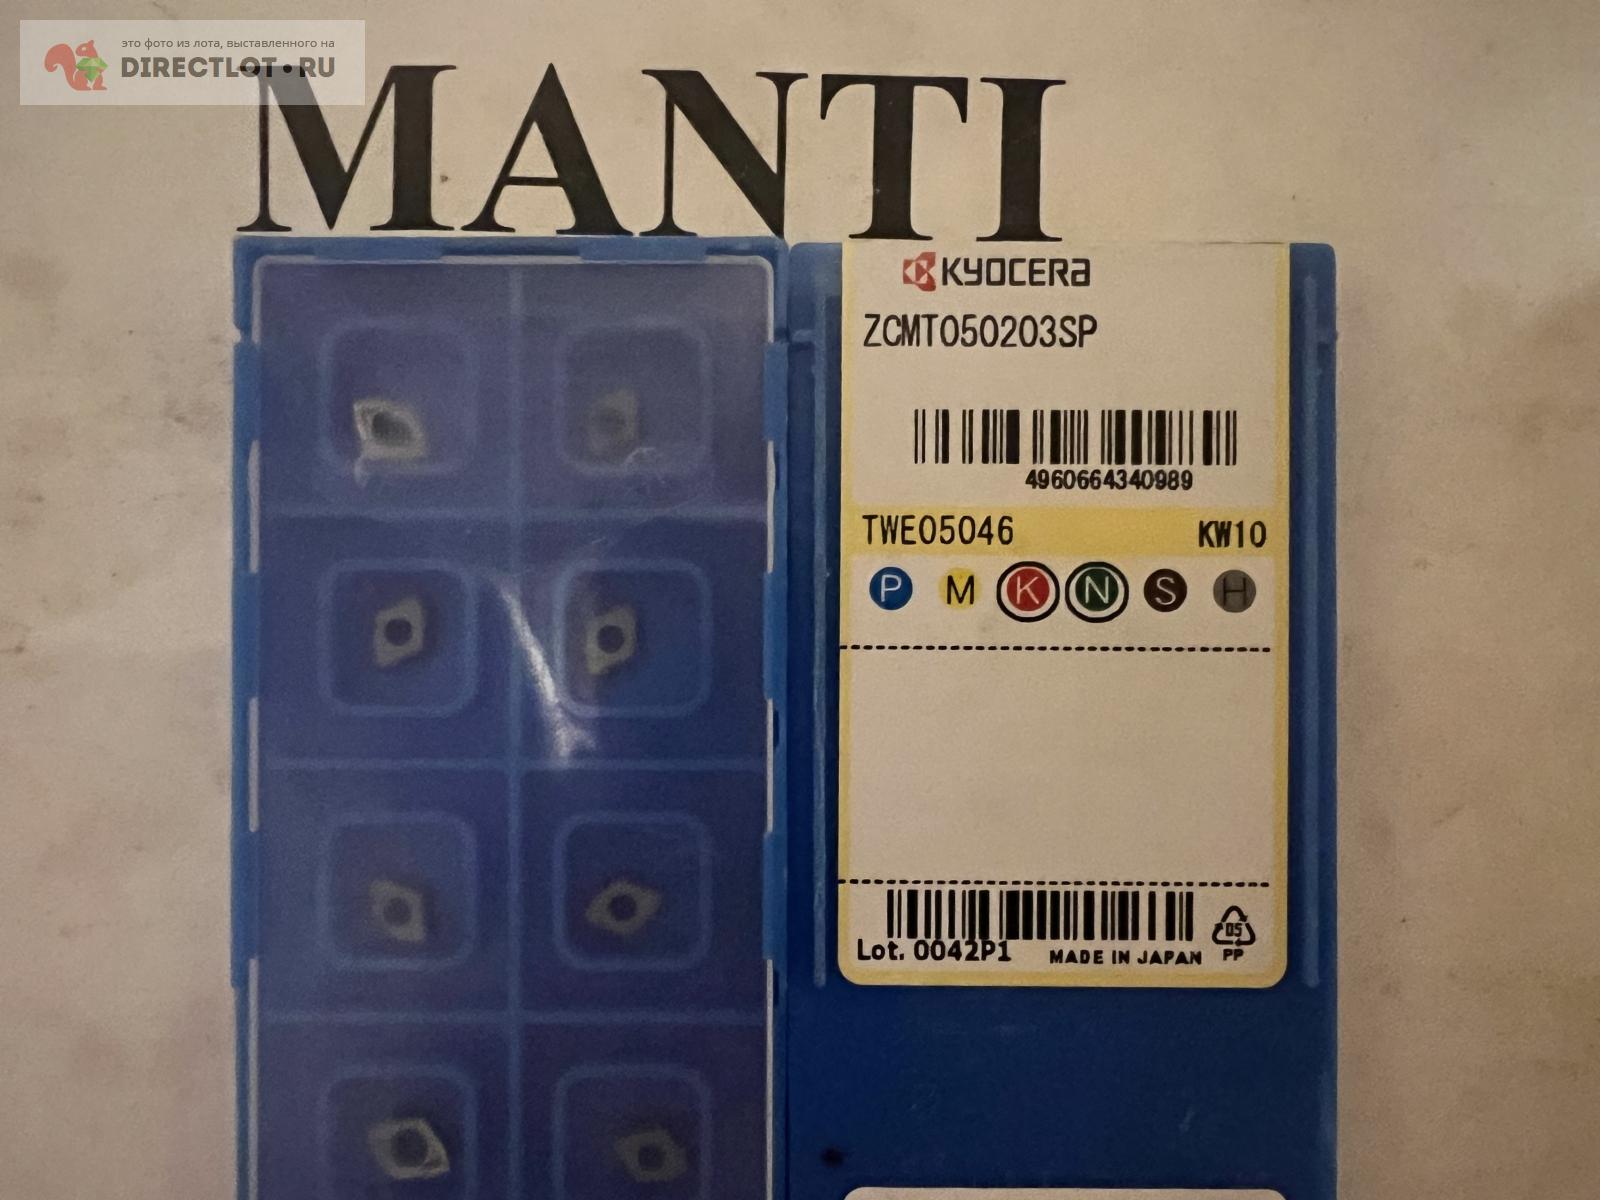 это фото из лота, выставленного на
DIRECTLOT.RU
MANTI
KYOCERA
ZCMT050203SP
4960664340989
TWE05046 KW10
P M K N S H
Lot. 0042P1 MADE IN JAPAN
05
PP